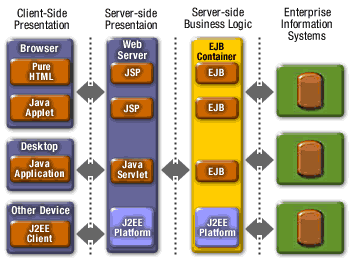 Client-Side
Presentation
Server-side
Presentaion
Server-side
Business Logic
Enterprise
Information
Systems
Browser
Pure
HTML
Java
Applet
Desktop
Java
Application
Other Device
J2EE
Client
Web
Server
JSP
JSP
Java
Servlet
J2EE
Platform
EJB
Container
EJB
EJB
EJB
J2EE
Platform